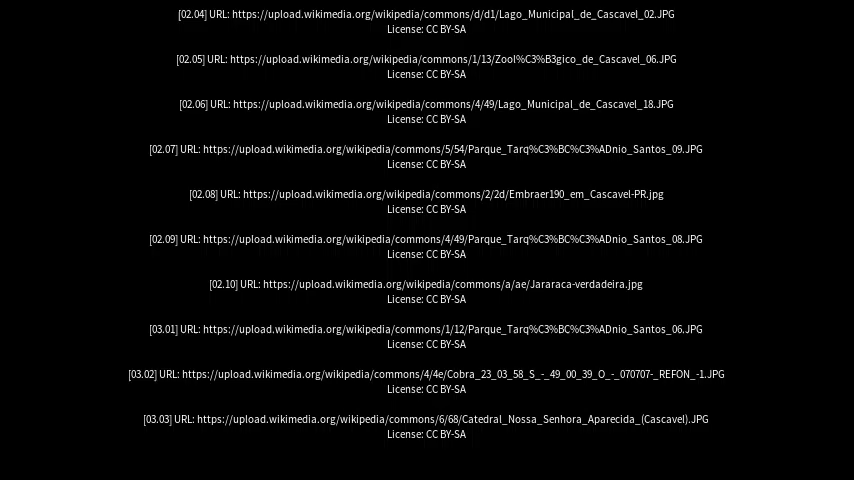 [02.04] URL: https://upload.wikimedia.org/wikipedia/commons/d/d1/Lago_Municipal_de_Cascavel_02.JPG
License: CC BY-SA
[02.05] URL: https://upload.wikimedia.org/wikipedia/commons/1/13/Zool%C3%B3gico_de_Cascavel_06.JPG
License: CC BY-SA
[02.06] URL: https://upload.wikimedia.org/wikipedia/commons/4/49/Lago_Municipal_de_Cascavel_18.JPG
License: CC BY-SA
[02.07] URL: https://upload.wikimedia.org/wikipedia/commons/5/54/Parque_Tarq%C3%BC%C3%ADnio_Santos_09.JPG
License: CC BY-SA
[02.08] URL: https://upload.wikimedia.org/wikipedia/commons/2/2d/Embraer190_em_Cascavel-PR.jpg
License: CC BY-SA
[02.09] URL: https://upload.wikimedia.org/wikipedia/commons/4/49/Parque_Tarq%C3%BC%C3%ADnio_Santos_08.JPG
License: CC BY-SA
[02.10] URL: https://upload.wikimedia.org/wikipedia/commons/a/ae/Jararaca-verdadeira.jpg
License: CC BY-SA
[03.01] URL: https://upload.wikimedia.org/wikipedia/commons/1/12/Parque_Tarq%C3%BC%C3%ADnio_Santos_06.JPG
License: CC BY-SA
[03.02] URL: https://upload.wikimedia.org/wikipedia/commons/4/4e/Cobra_23_03_58_S_-_49_00_39_O_-_070707-_REFON_-1.JPG
License: CC BY-SA
[03.03] URL: https://upload.wikimedia.org/wikipedia/commons/6/68/Catedral_Nossa_Senhora_Aparecida_(Cascavel).JPG
License: CC BY-SA